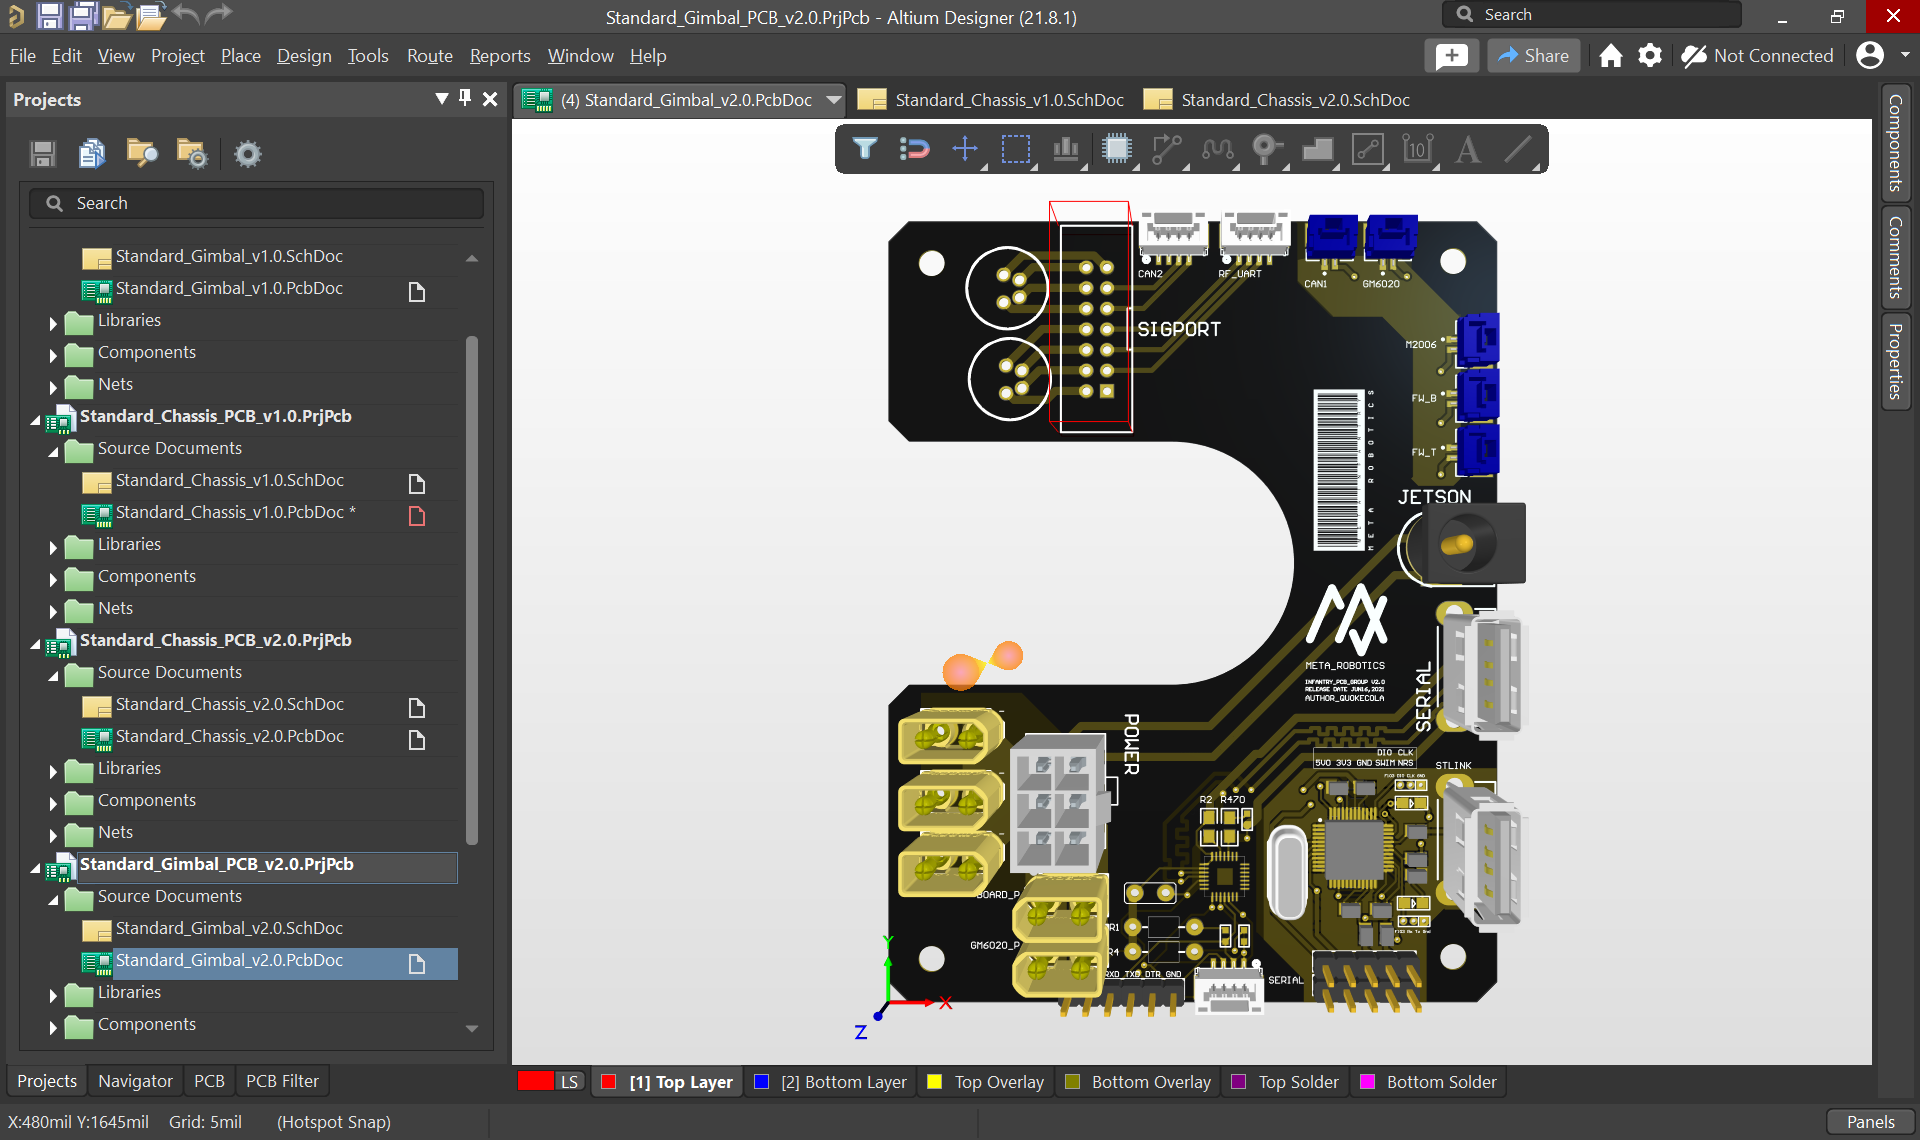 Standard_Gimbal_PCB_v2.0.PrjPcb - Altium Designer (21.8.1)
Search
File Edit View Project Place Design Tools Route Reports Window Help
Share
Not Connected
Projects
(4) Standard_Gimbal_v2.0.PcbDoc
Standard_Chassis_v1.0.SchDoc
Standard_Chassis_v2.0.SchDoc
Components
Comments
Properties
Search
Standard_Gimbal_v1.0.SchDoc
Standard_Gimbal_v1.0.PcbDoc
Libraries
Components
Nets
Standard_Chassis_PCB_v1.0.PrjPcb
Source Documents
Standard_Chassis_v1.0.SchDoc
Standard_Chassis_v1.0.PcbDoc *
Libraries
Components
Nets
Standard_Chassis_PCB_v2.0.PrjPcb
Source Documents
Standard_Chassis_v2.0.SchDoc
Standard_Chassis_v2.0.PcbDoc
Libraries
Components
Nets
Standard_Gimbal_PCB_v2.0.PrjPcb
Source Documents
Standard_Gimbal_v2.0.SchDoc
Standard_Gimbal_v2.0.PcbDoc
Libraries
Components
10
A
CAN2
RF_UART
CAN1
GM6020
SIGPORT
M2006
FW_B
FW_T
META ROBOTICS
JETSON
META_ROBOTICS
INFANTRY_PCB_GROUP V2.0
RELEASE DATE JUN16,2021
AUTHOR_QUOKECOLA
SERIAL
POWER
DIO CLK
5V0 3V3 GND SWIM NRS
STLINK
R2 R470
BOARD_P
GM6020_P
R1
R4
RXD TXD DTR GND
SERIAL
Y
X
Z
Projects
Navigator
PCB
PCB Filter
LS
[1] Top Layer
[2] Bottom Layer
Top Overlay
Bottom Overlay
Top Solder
Bottom Solder
X:480mil Y:1645mil Grid: 5mil (Hotspot Snap)
Panels